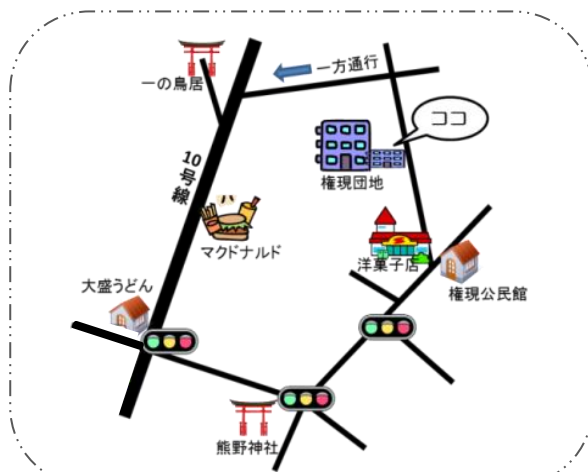 一方通行
一の鳥居
ココ
10号線
権現団地
マクドナルド
洋菓子店
大盛うどん
権現公民館
熊野神社